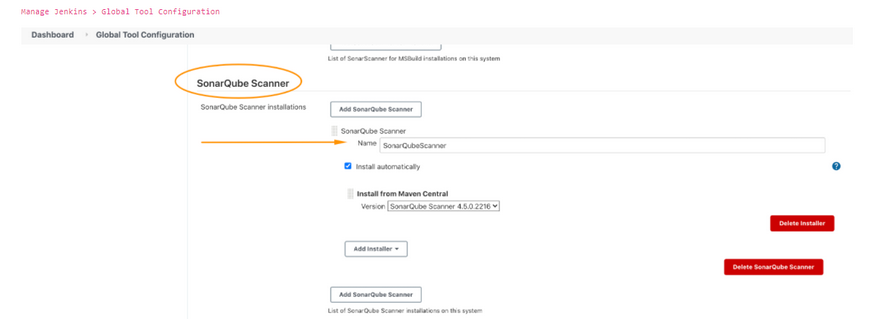 Manage Jenkins > Global Tool Configuration
Dashboard › Global Tool Configuration
List of SonarScanner for MSBuild installations on this system
SonarQube Scanner
SonarQube Scanner installations
Add SonarQube Scanner
SonarQube Scanner
Name SonarQubeScanner
Install automatically
?
Install from Maven Central
Version SonarQube Scanner 4.5.0.2216
Delete Installer
Add Installer
Delete SonarQube Scanner
Add SonarQube Scanner
List of SonarQube Scanner installations on this system